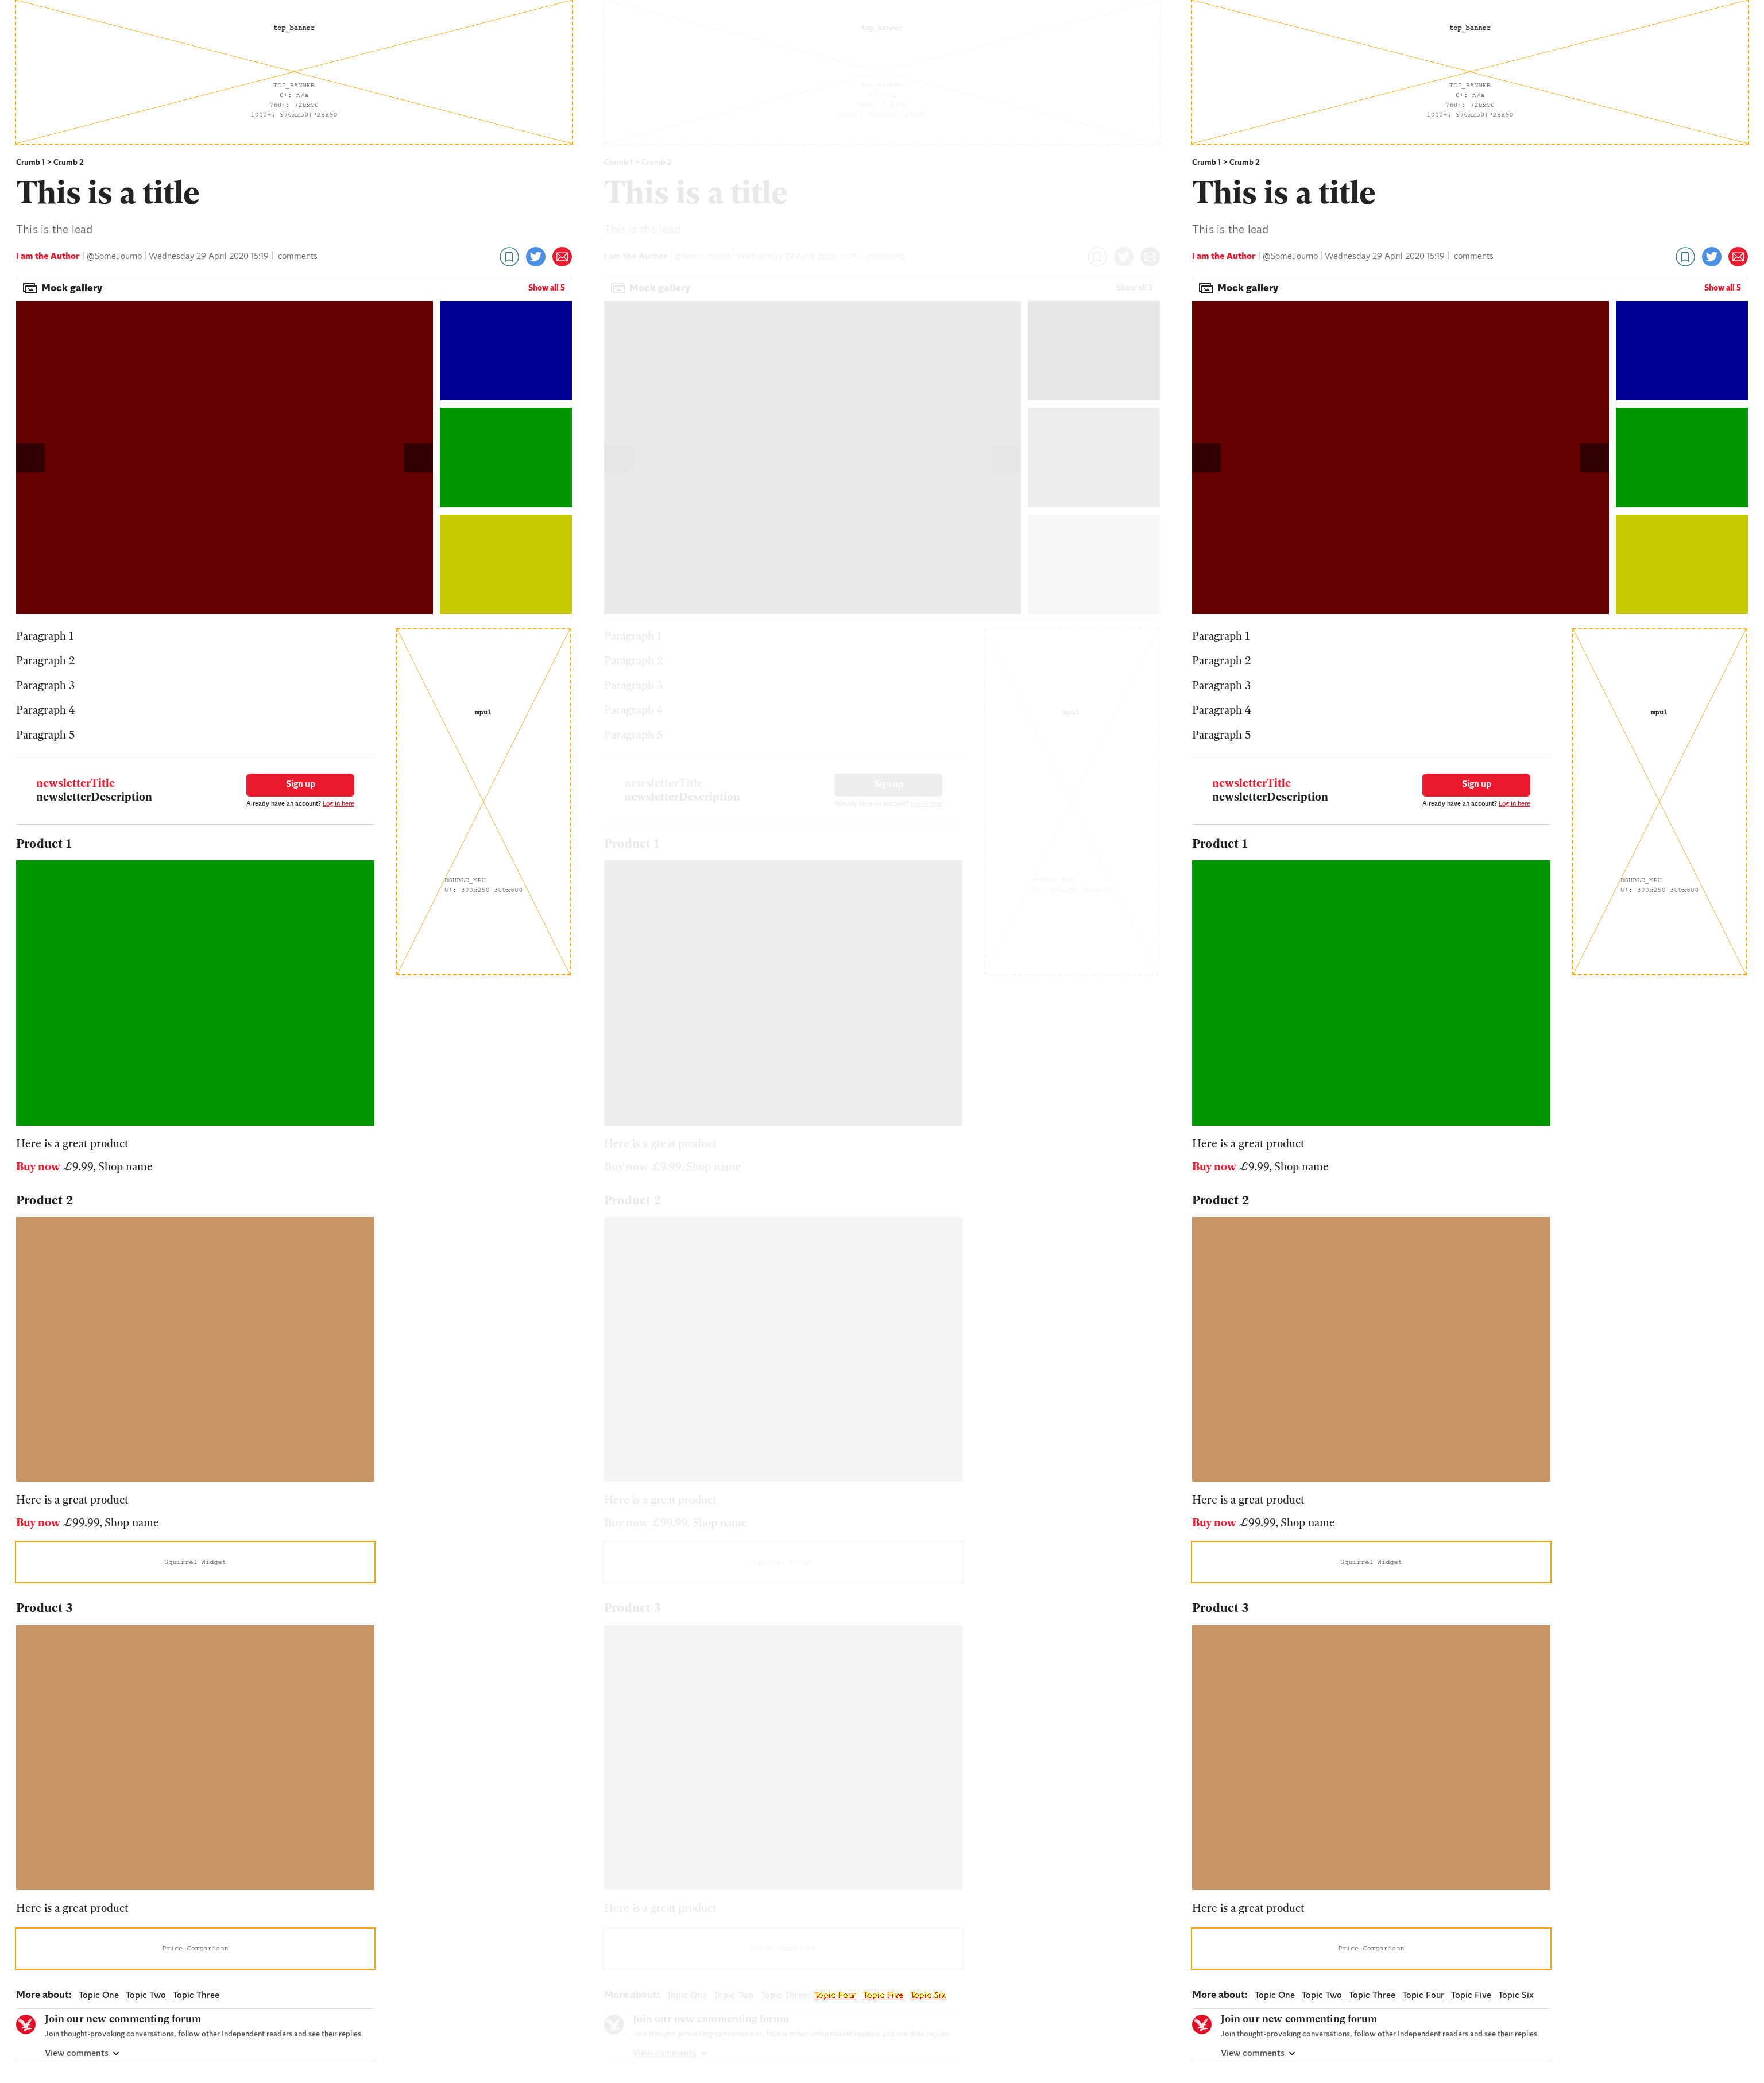 top_banner
TOP_BANNER
0+: n/a
768+: 728x90
1000+: 970x250|728x90
Crumb 1 > Crumb 2
This is a title
This is the lead
I am the Author | @SomeJourno | Wednesday 29 April 2020 15:19 | comments
Mock gallery Show all 5
Paragraph 1
Paragraph 2
Paragraph 3
Paragraph 4
Paragraph 5
mpu1
DOUBLE_MPU
0+: 300x250|300x600
newsletterTitle
newsletterDescription
Sign up
Already have an account? Log in here
Product 1
Here is a great product
Buy now £9.99, Shop name
Product 2
Here is a great product
Buy now £99.99, Shop name
Squirrel Widget
Product 3
Here is a great product
Price Comparison
More about: Topic One Topic Two Topic Three
Join our new commenting forum
Join thought-provoking conversations, follow other Independent readers and see their replies
View comments
top_banner
TOP_BANNER
Crumb 1 > Crumb 2
This is a title
This is the lead
I am the Author | @SomeJourno | Wednesday 29 April 2020 15:19 | comments
Mock gallery Show all 5
Paragraph 1
Paragraph 2
Paragraph 3
Paragraph 4
Paragraph 5
mpu1
newsletterTitle
newsletterDescription
Sign up
Already have an account? Log in here
Product 1
Here is a great product
Buy now £9.99, Shop name
Product 2
Here is a great product
Buy now £99.99, Shop name
Product 3
Here is a great product
More about: Topic One Topic Two Topic Three Topic Four Topic Five Topic Six
Join our new commenting forum
Join thought-provoking conversations, follow other Independent readers and see their replies
View comments
top_banner
TOP_BANNER
0+: n/a
768+: 728x90
1000+: 970x250|728x90
Crumb 1 > Crumb 2
This is a title
This is the lead
I am the Author | @SomeJourno | Wednesday 29 April 2020 15:19 | comments
Mock gallery Show all 5
Paragraph 1
Paragraph 2
Paragraph 3
Paragraph 4
Paragraph 5
mpu1
DOUBLE_MPU
0+: 300x250|300x600
newsletterTitle
newsletterDescription
Sign up
Already have an account? Log in here
Product 1
Here is a great product
Buy now £9.99, Shop name
Product 2
Here is a great product
Buy now £99.99, Shop name
Squirrel Widget
Product 3
Here is a great product
Price Comparison
More about: Topic One Topic Two Topic Three Topic Four Topic Five Topic Six
Join our new commenting forum
Join thought-provoking conversations, follow other Independent readers and see their replies
View comments